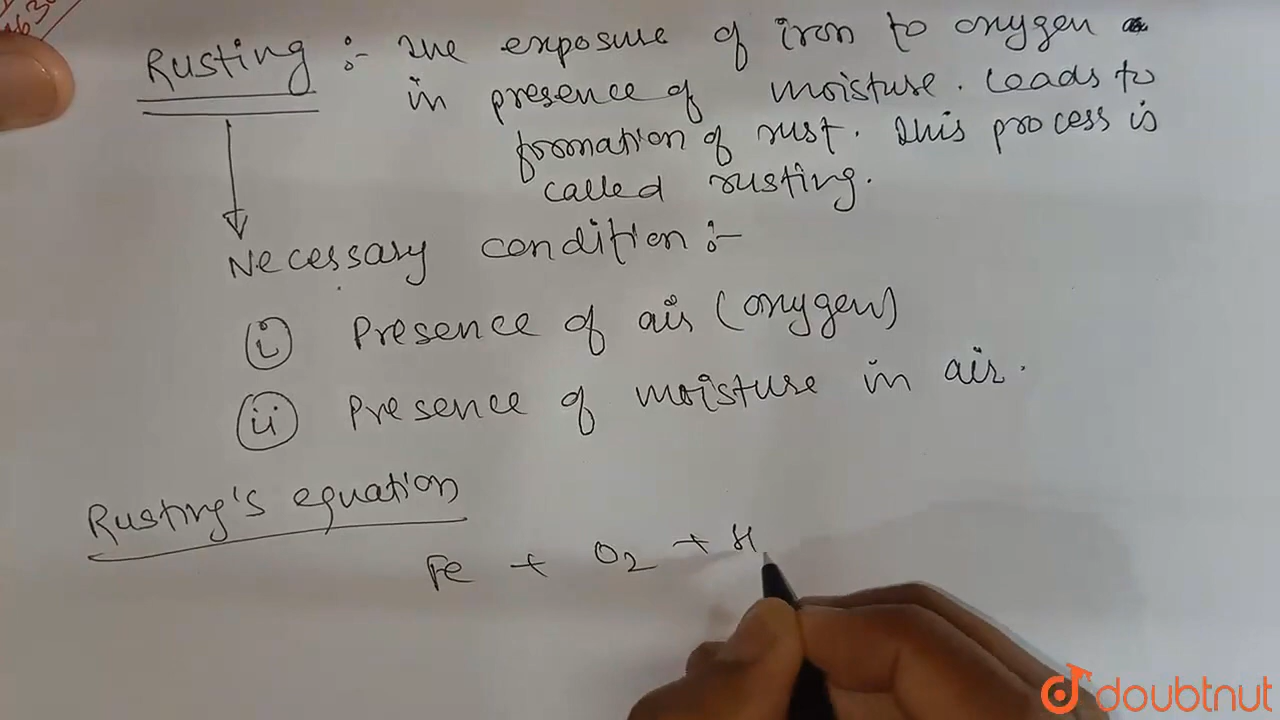 Rusting :- The exposure of iron to oxygen
in presence of moisture. Leads to
formation of rust. This process is
called rusting.
Necessary condition :-
(i) Presence of air (oxygen)
(ii) Presence of moisture in air.
Rusting's equation
Fe + O2 + H
doubtnut